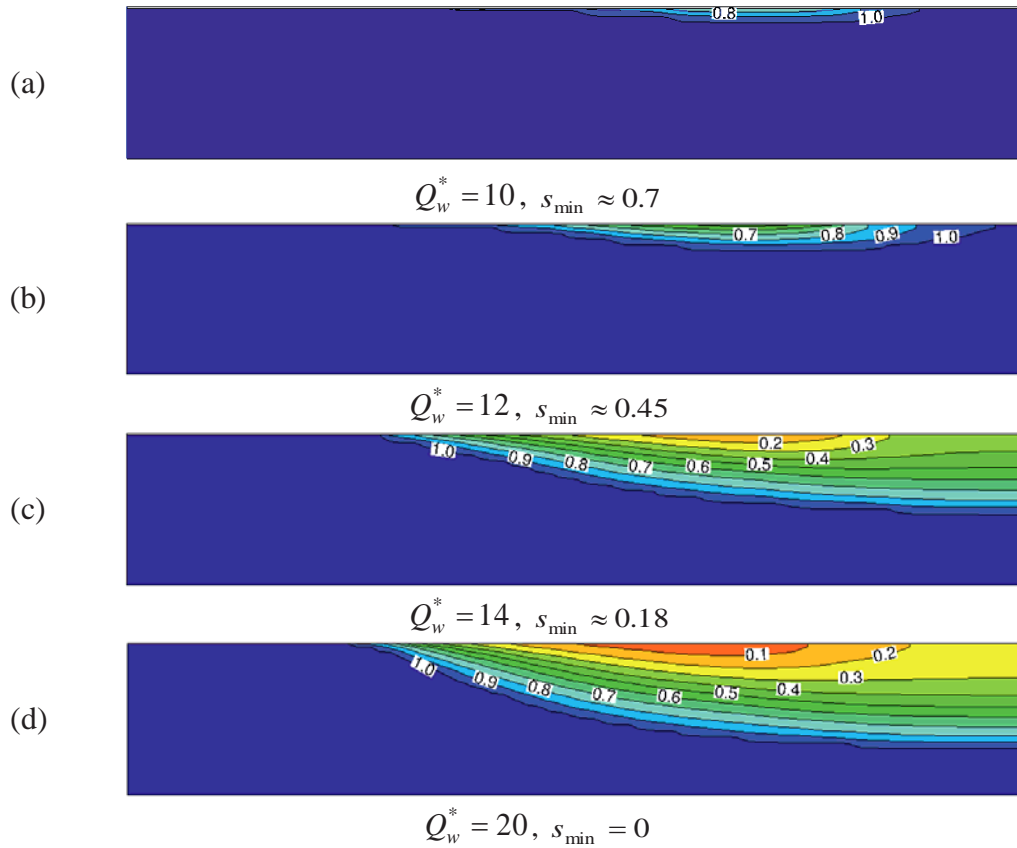 (a)
0.8 1.0
Q*w = 10, smin ≈ 0.7
(b)
0.7 0.8 0.9 1.0
Q*w = 12, smin ≈ 0.45
(c)
1.0 0.9 0.8 0.7 0.6 0.5 0.4 0.3 0.2
Q*w = 14, smin ≈ 0.18
(d)
1.0 0.9 0.8 0.7 0.6 0.5 0.4 0.3 0.2 0.1
Q*w = 20, smin = 0